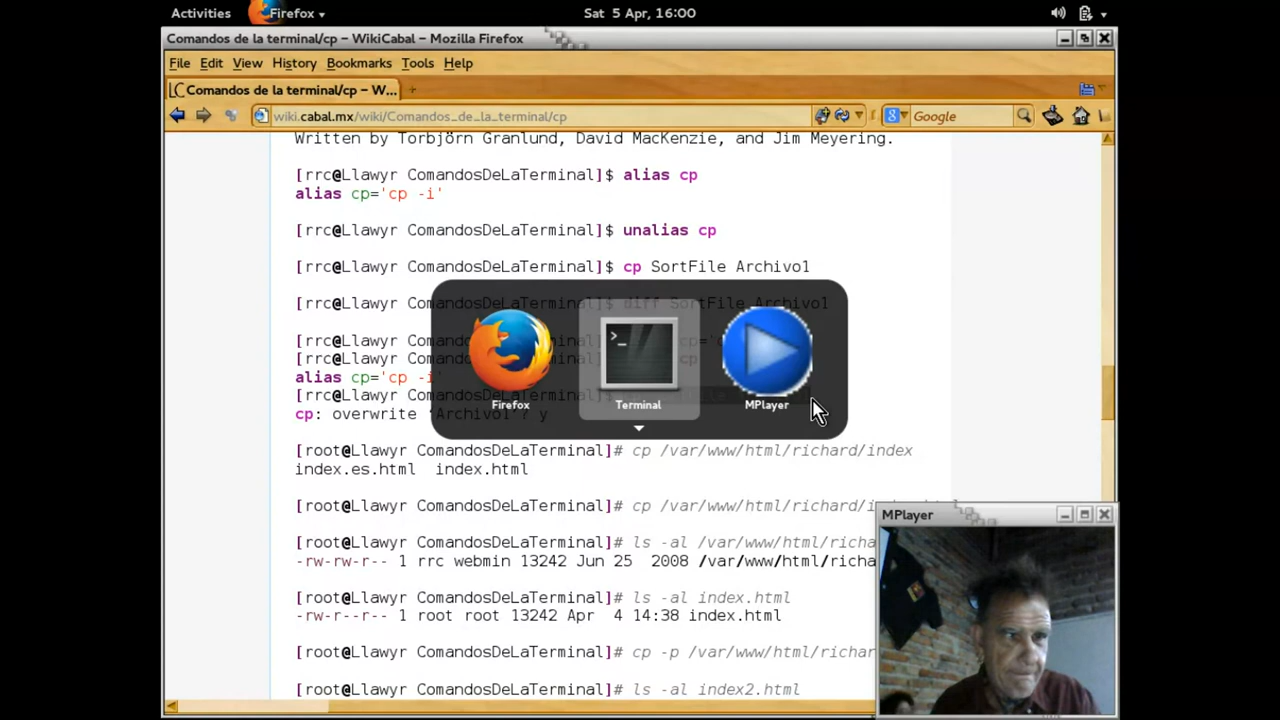 Activities Firefox Sat 5 Apr, 16:00
Comandos de la terminal/cp – WikiCabal – Mozilla Firefox
File Edit View History Bookmarks Tools Help
Comandos de la terminal/cp – W...
wiki.cabal.mx/wiki/Comandos_de_la_terminal/cp Google
Written by Torbjörn Granlund, David MacKenzie, and Jim Meyering.
[rrc@Llawyr ComandosDeLaTerminal]$ alias cp
alias cp='cp -i'
[rrc@Llawyr ComandosDeLaTerminal]$ unalias cp
[rrc@Llawyr ComandosDeLaTerminal]$ cp SortFile Archivo1
[rrc@Llawyr ComandosDeLaTerminal]$ diff SortFile Archivo1
[rrc@Llawyr
[rrc@Llawyr
alias cp='cp -i'
[rrc@Llawyr
Firefox Terminal MPlayer
cp: overwrite ‘Archivo1’? y
[root@Llawyr ComandosDeLaTerminal]# cp /var/www/html/richard/index
index.es.html index.html
[root@Llawyr ComandosDeLaTerminal]# cp /var/www/html/richard/
MPlayer
[root@Llawyr ComandosDeLaTerminal]# ls -al /var/www/html/richa
-rw-rw-r-- 1 rrc webmin 13242 Jun 25 2008 /var/www/html/richa
[root@Llawyr ComandosDeLaTerminal]# ls -al index.html
-rw-r--r-- 1 root root 13242 Apr 4 14:38 index.html
[root@Llawyr ComandosDeLaTerminal]# cp -p /var/www/html/richar
[root@Llawyr ComandosDeLaTerminal]# ls -al index2.html